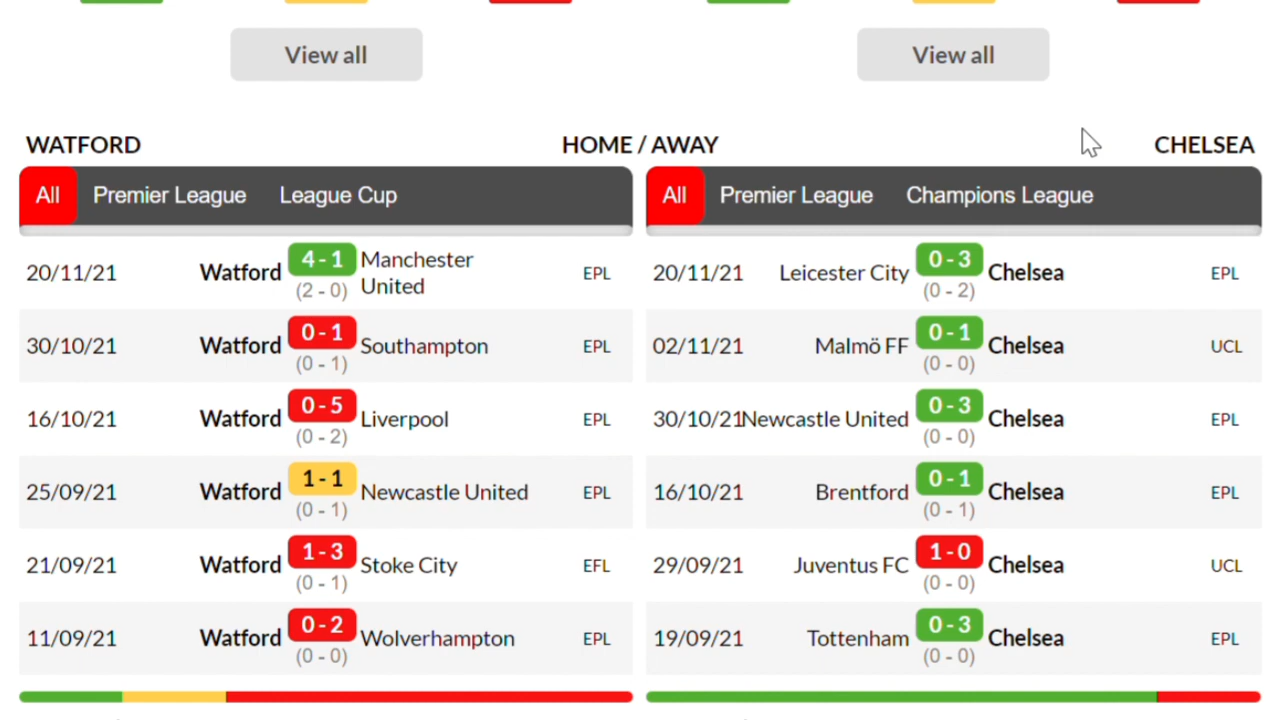 View all
View all
WATFORD HOME / AWAY CHELSEA
All Premier League League Cup
All Premier League Champions League
20/11/21 Watford 4 - 1 Manchester United EPL
(2 - 0)
30/10/21 Watford 0 - 1 Southampton EPL
(0 - 1)
16/10/21 Watford 0 - 5 Liverpool EPL
(0 - 2)
25/09/21 Watford 1 - 1 Newcastle United EPL
(0 - 1)
21/09/21 Watford 1 - 3 Stoke City EFL
(0 - 1)
11/09/21 Watford 0 - 2 Wolverhampton EPL
(0 - 0)
20/11/21 Leicester City 0 - 3 Chelsea EPL
(0 - 2)
02/11/21 Malmö FF 0 - 1 Chelsea UCL
(0 - 0)
30/10/21 Newcastle United 0 - 3 Chelsea EPL
(0 - 0)
16/10/21 Brentford 0 - 1 Chelsea EPL
(0 - 1)
29/09/21 Juventus FC 1 - 0 Chelsea UCL
(0 - 0)
19/09/21 Tottenham 0 - 3 Chelsea EPL
(0 - 0)